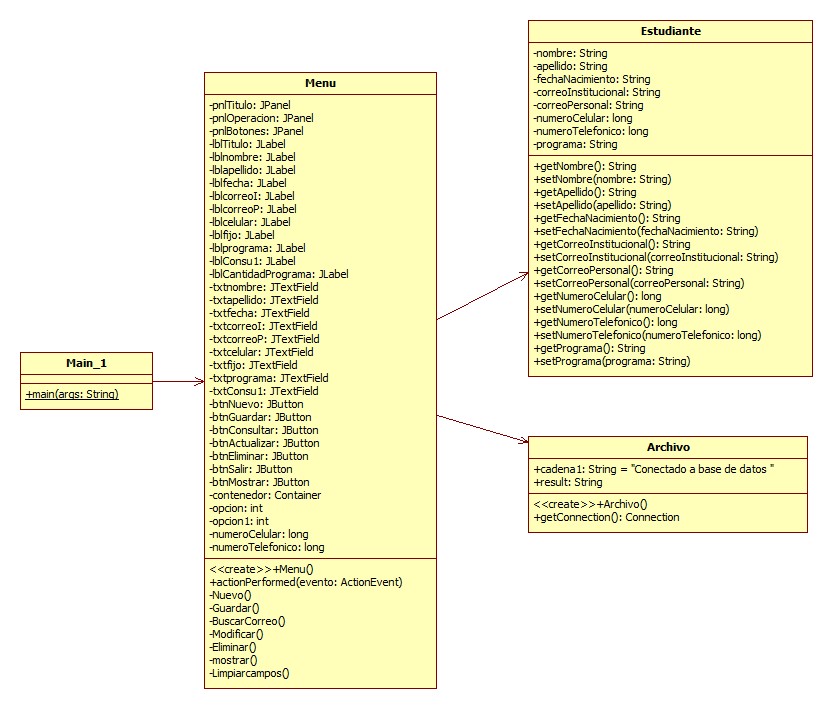 Main_1
+main(args: String)
Menu
-pnlTitulo: JPanel
-pnlOperacion: JPanel
-pnlBotones: JPanel
-lblTitulo: JLabel
-lblnombre: JLabel
-lblapellido: JLabel
-lblfecha: JLabel
-lblcorreoI: JLabel
-lblcorreoP: JLabel
-lblcelular: JLabel
-lblfijo: JLabel
-lblprograma: JLabel
-lblConsu1: JLabel
-lblCantidadPrograma: JLabel
-txtnombre: JTextField
-txtapellido: JTextField
-txtfecha: JTextField
-txtcorreoI: JTextField
-txtcorreoP: JTextField
-txtcelular: JTextField
-txtfijo: JTextField
-txtprograma: JTextField
-txtConsu1: JTextField
-btnNuevo: JButton
-btnGuardar: JButton
-btnConsultar: JButton
-btnActualizar: JButton
-btnEliminar: JButton
-btnSalir: JButton
-btnMostrar: JButton
-contenedor: Container
-opcion: int
-opcion1: int
-numeroCelular: long
-numeroTelefonico: long
<<create>>+Menu()
+actionPerformed(evento: ActionEvent)
-Nuevo()
-Guardar()
-BuscarCorreo()
-Modificar()
-Eliminar()
-mostrar()
-Limpiarcampos()
Estudiante
-nombre: String
-apellido: String
-fechaNacimiento: String
-correoInstitucional: String
-correoPersonal: String
-numeroCelular: long
-numeroTelefonico: long
-programa: String
+getNombre(): String
+setNombre(nombre: String)
+getApellido(): String
+setApellido(apellido: String)
+getFechaNacimiento(): String
+setFechaNacimiento(fechaNacimiento: String)
+getCorreoInstitucional(): String
+setCorreoInstitucional(correoInstitucional: String)
+getCorreoPersonal(): String
+setCorreoPersonal(correoPersonal: String)
+getNumeroCelular(): long
+setNumeroCelular(numeroCelular: long)
+getNumeroTelefonico(): long
+setNumeroTelefonico(numeroTelefonico: long)
+getPrograma(): String
+setPrograma(programa: String)
Archivo
+cadena1: String = "Conectado a base de datos "
+result: String
<<create>>+Archivo()
+getConnection(): Connection